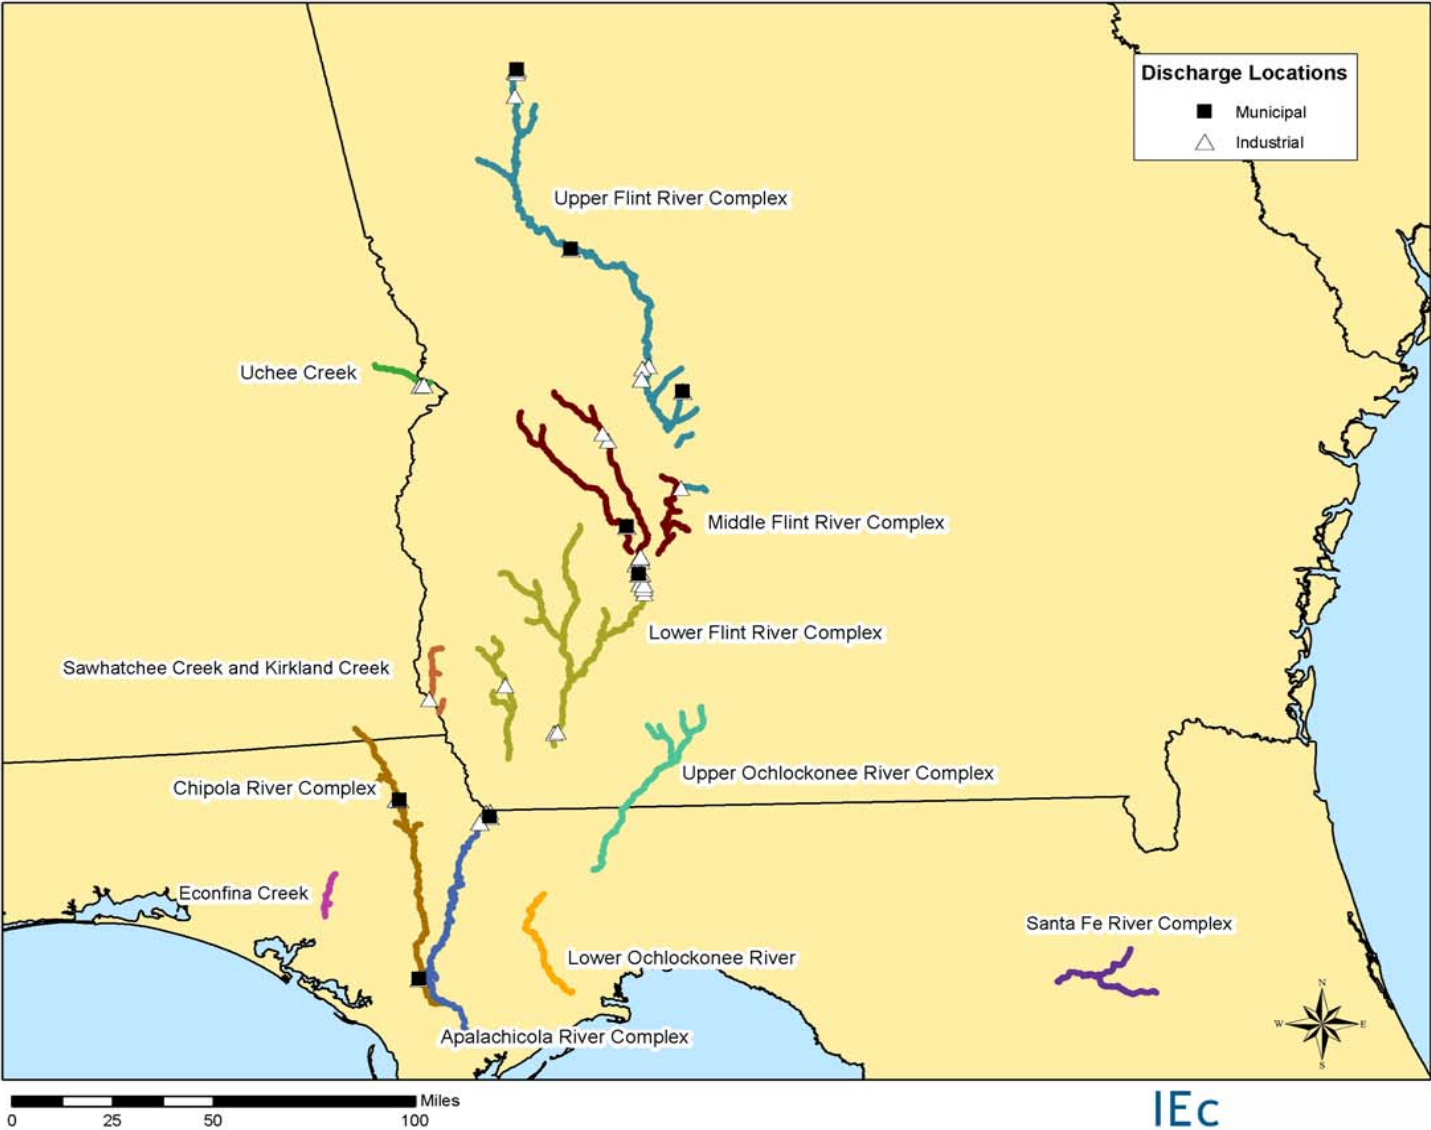 Discharge Locations
Municipal
Industrial
Upper Flint River Complex
Uchee Creek
Middle Flint River Complex
Lower Flint River Complex
Sawhatchee Creek and Kirkland Creek
Upper Ochlockonee River Complex
Chipola River Complex
Econfina Creek
Santa Fe River Complex
Lower Ochlockonee River
N
W E
S
Apalachicola River Complex
Miles
0 25 50 100
IEc